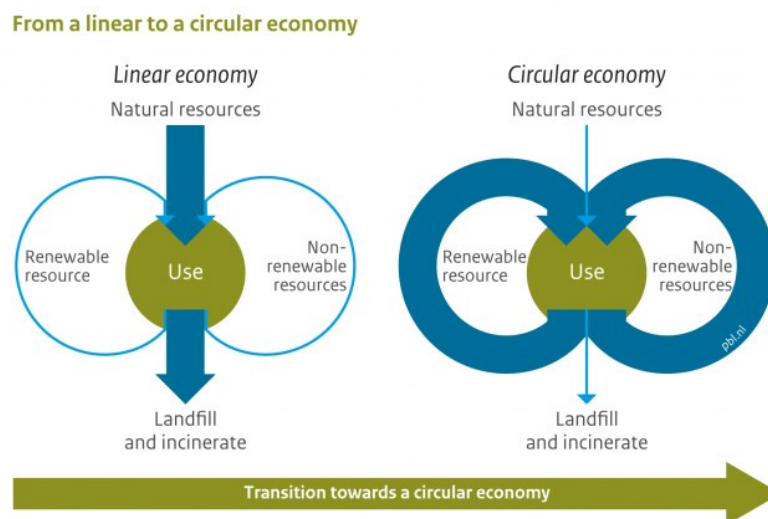 From a linear to a circular economy
Linear economy
Natural resources
Renewable
resource
Use
Non-
renewable
resources
Landfill
and incinerate
Circular economy
Natural resources
Renewable
resource
Use
Non-
renewable
resources
pbl.nl
Landfill
and incinerate
Transition towards a circular economy